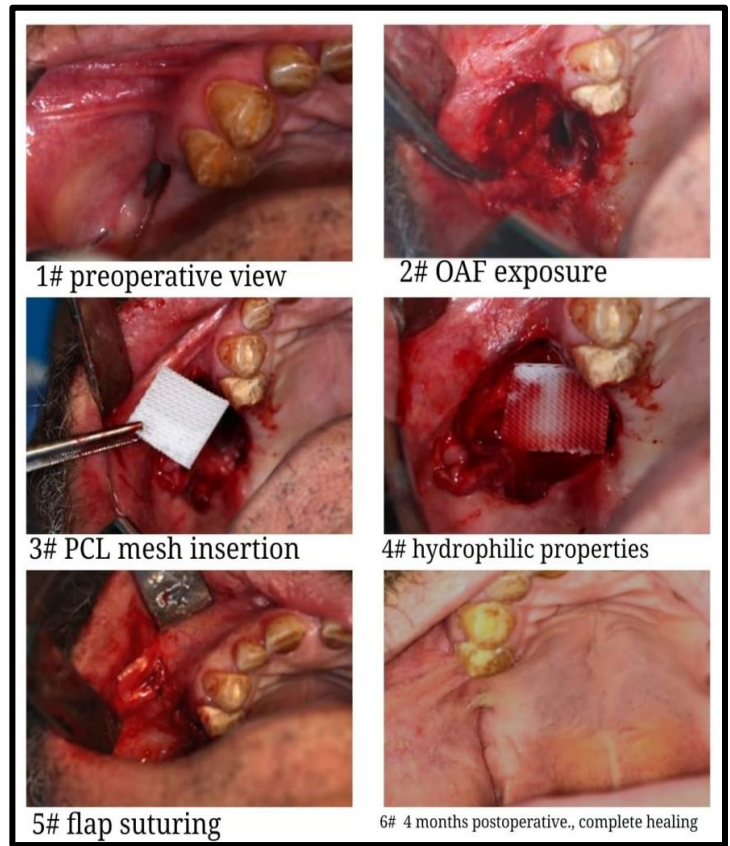 1# preoperative view
2# OAF exposure
3# PCL mesh insertion
4# hydrophilic properties
5# flap suturing
6# 4 months postoperative., complete healing